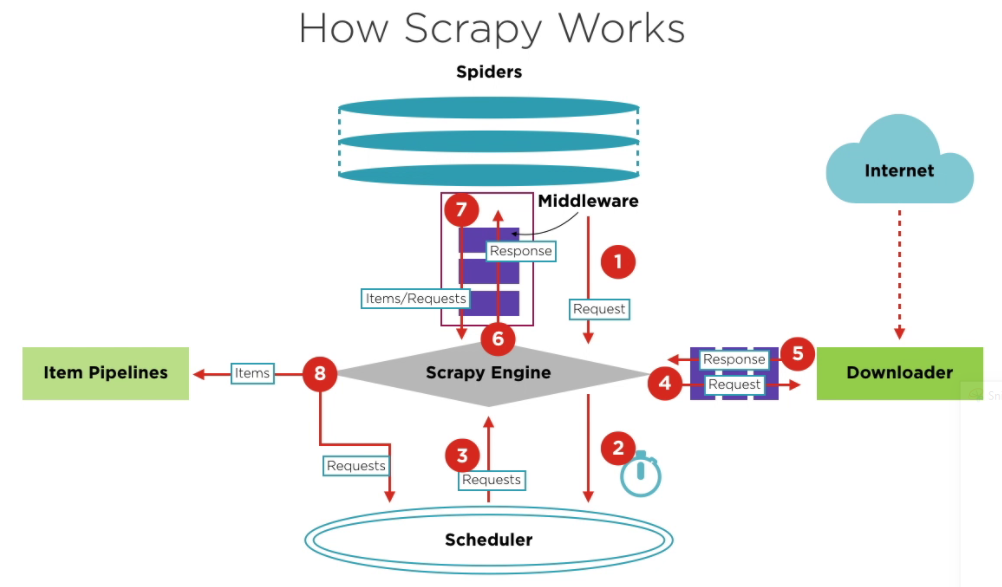 How Scrapy Works
Spiders
Internet
7
Middleware
Response
1
Items/Requests
Request
6
Item Pipelines
Items
8
Scrapy Engine
4
Response
Request
5
Downloader
3
2
Requests
Requests
Scheduler